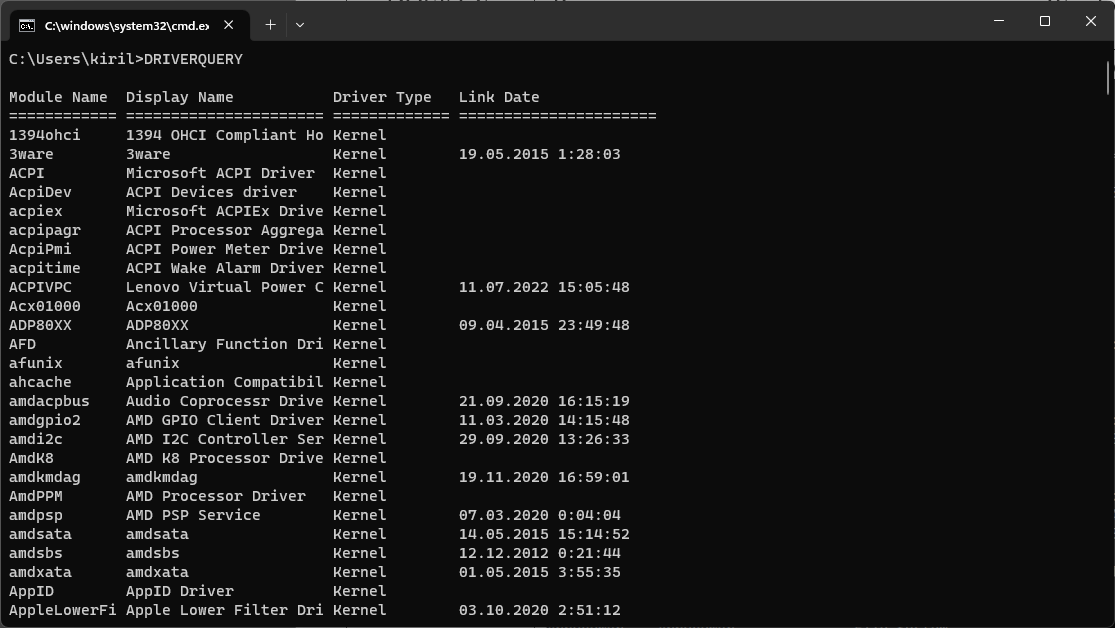 C:\windows\system32\cmd.ex
C:\Users\kiril>DRIVERQUERY
Module Name  Display Name           Driver Type   Link Date
============ ====================== ============= ======================
1394ohci     1394 OHCI Compliant Ho Kernel
3ware        3ware                  Kernel        19.05.2015 1:28:03
ACPI         Microsoft ACPI Driver  Kernel
AcpiDev      ACPI Devices driver    Kernel
acpiex       Microsoft ACPIEx Drive Kernel
acpipagr     ACPI Processor Aggrega Kernel
AcpiPmi      ACPI Power Meter Drive Kernel
acpitime     ACPI Wake Alarm Driver Kernel
ACPIVPC      Lenovo Virtual Power C Kernel        11.07.2022 15:05:48
Acx01000     Acx01000               Kernel
ADP80XX      ADP80XX                Kernel        09.04.2015 23:49:48
AFD          Ancillary Function Dri Kernel
afunix       afunix                 Kernel
ahcache      Application Compatibil Kernel
amdacpbus    Audio Coprocessr Drive Kernel        21.09.2020 16:15:19
amdgpio2     AMD GPIO Client Driver Kernel        11.03.2020 14:15:48
amdi2c       AMD I2C Controller Ser Kernel        29.09.2020 13:26:33
AmdK8        AMD K8 Processor Drive Kernel
amdkmdag     amdkmdag               Kernel        19.11.2020 16:59:01
AmdPPM       AMD Processor Driver   Kernel
amdpsp       AMD PSP Service        Kernel        07.03.2020 0:04:04
amdsata      amdsata                Kernel        14.05.2015 15:14:52
amdsbs       amdsbs                 Kernel        12.12.2012 0:21:44
amdxata      amdxata                Kernel        01.05.2015 3:55:35
AppID        AppID Driver           Kernel
AppleLowerFi Apple Lower Filter Dri Kernel        03.10.2020 2:51:12